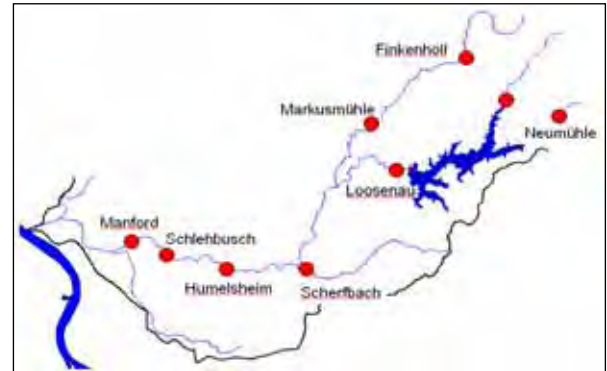 Finkenholl
Markusmühle
Neumühle
Loosenau
Manford
Schlehbusch
Humelsheim
Scherfbach